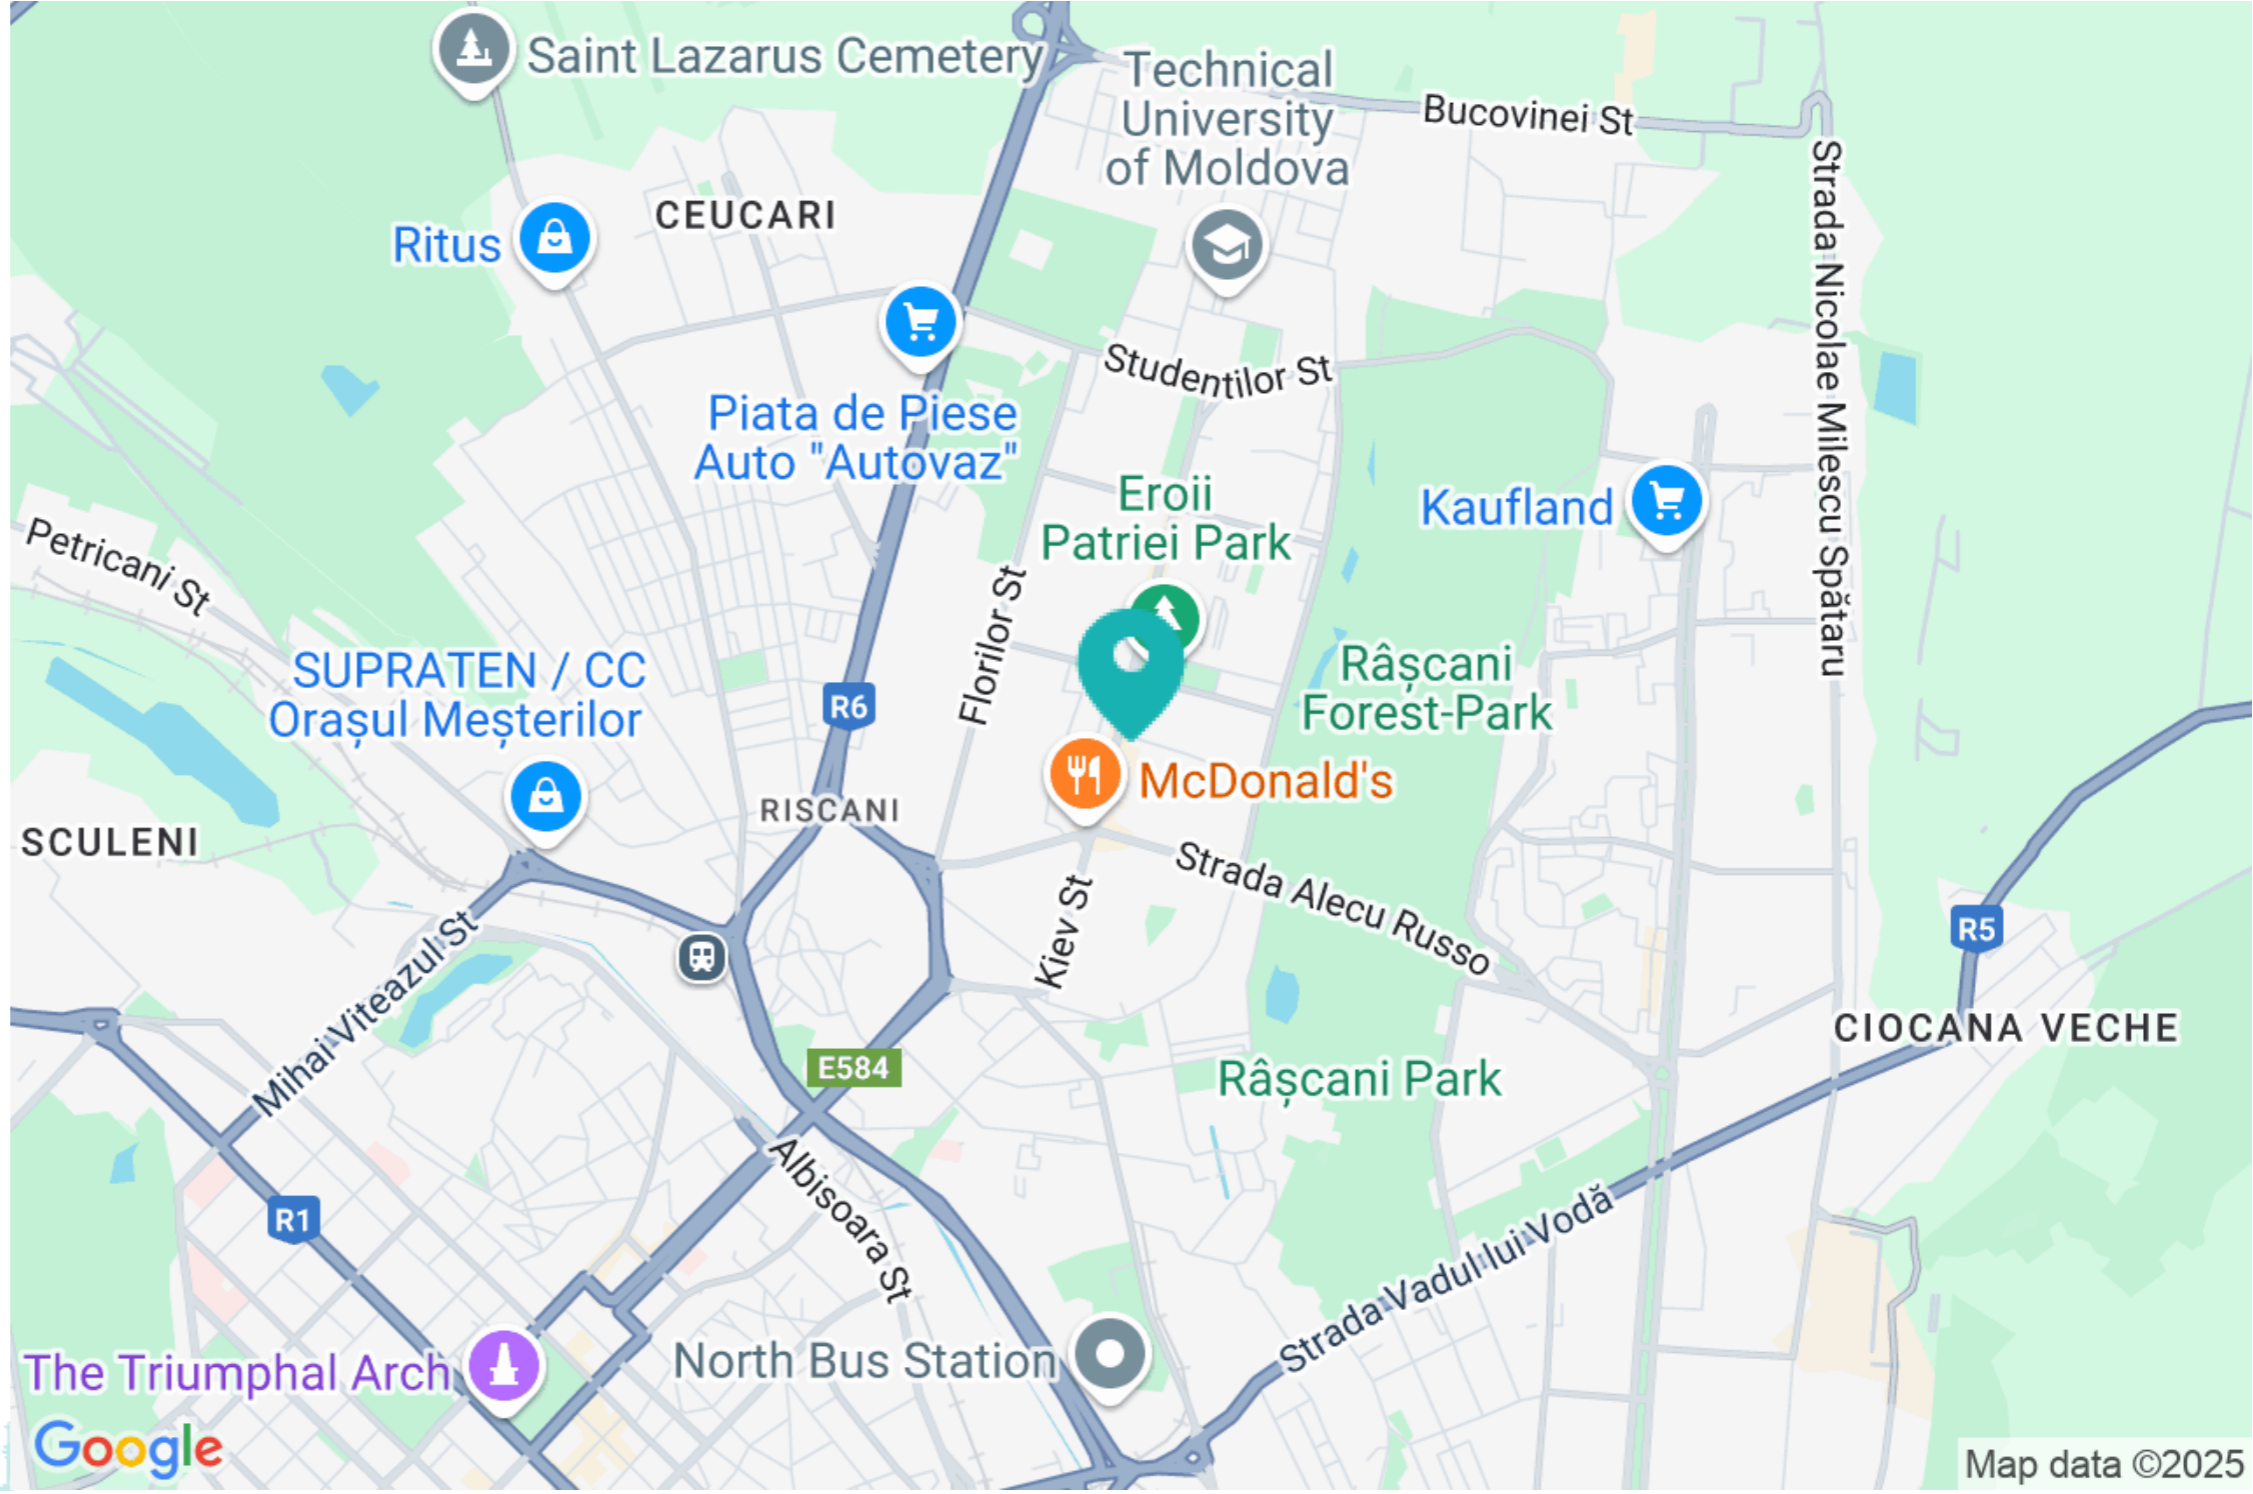 Saint Lazarus Cemetery
Technical
University
of Moldova
Bucovinei St
Strada Nicolae Milescu Spătaru
CEUCARI
Ritus
Studentilor St
Piata de Piese
Auto "Autovaz"
Eroii
Patriei Park
Kaufland
Petricani St
Florilor St
SUPRATEN / CC
Orașul Meșterilor
R6
Râșcani
Forest-Park
McDonald's
RISCANI
SCULENI
Strada Alecu Russo
Kiev St
Mihai Viteazul St
R5
CIOCANA VECHE
E584
Râșcani Park
Albisoara St
R1
Strada Vadul lui Vodă
The Triumphal Arch
North Bus Station
Google
Map data ©2025